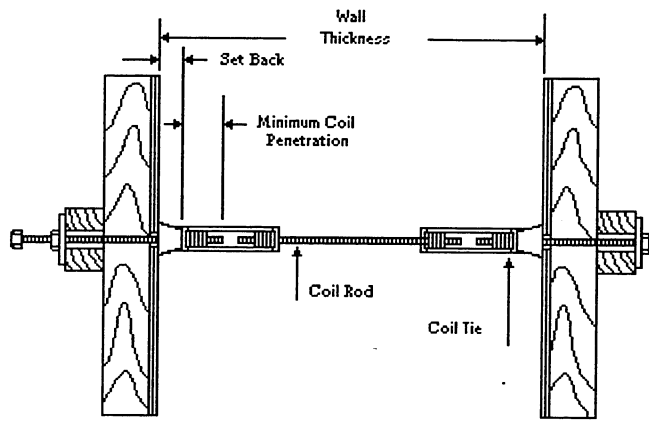 Wall
Thickness
Set Back
Minimum Coil
Penetration
Coil Rod
Coil Tie